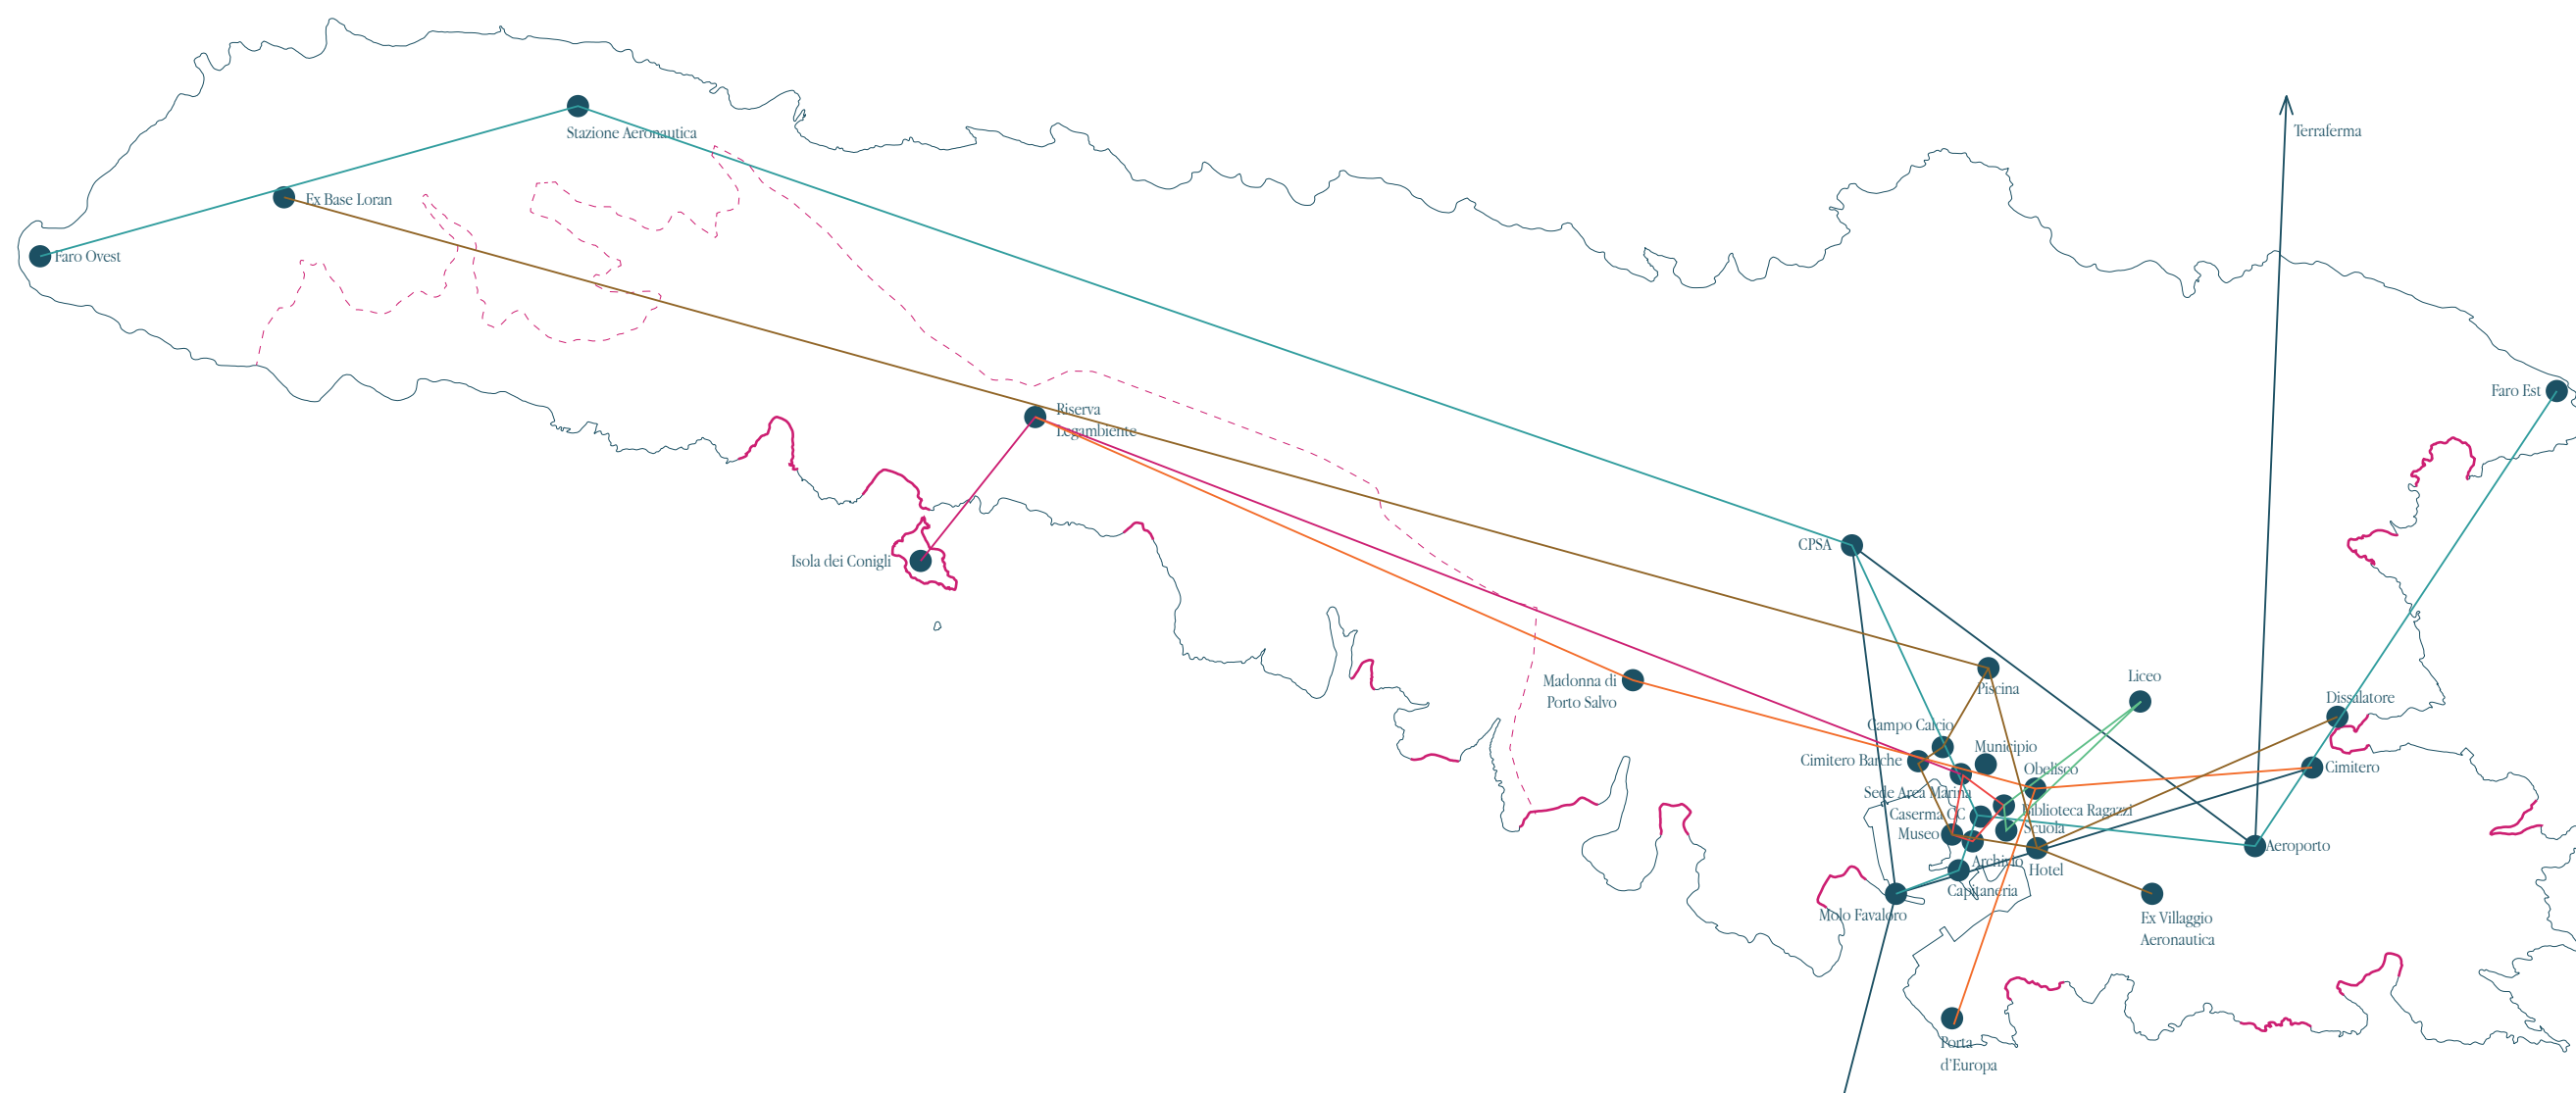 Terraferma
Stazione Aeronautica
Ex Base Loran
Faro Ovest
Faro Est
Riserva
Legambiente
CPSA
Isola dei Conigli
Madonna di
Porto Salvo
Piscina
Liceo
Dissalatore
Campo Calcio
Municipio
Cimitero Barche
Obelisco
Cimitero
Sede Area Marina
Biblioteca Ragazzi
Caserma CC
Scuola
Museo
Aeroporto
Archivio
Hotel
Capitaneria
Molo Favaloro
Ex Villaggio
Aeronautica
Porta
d'Europa